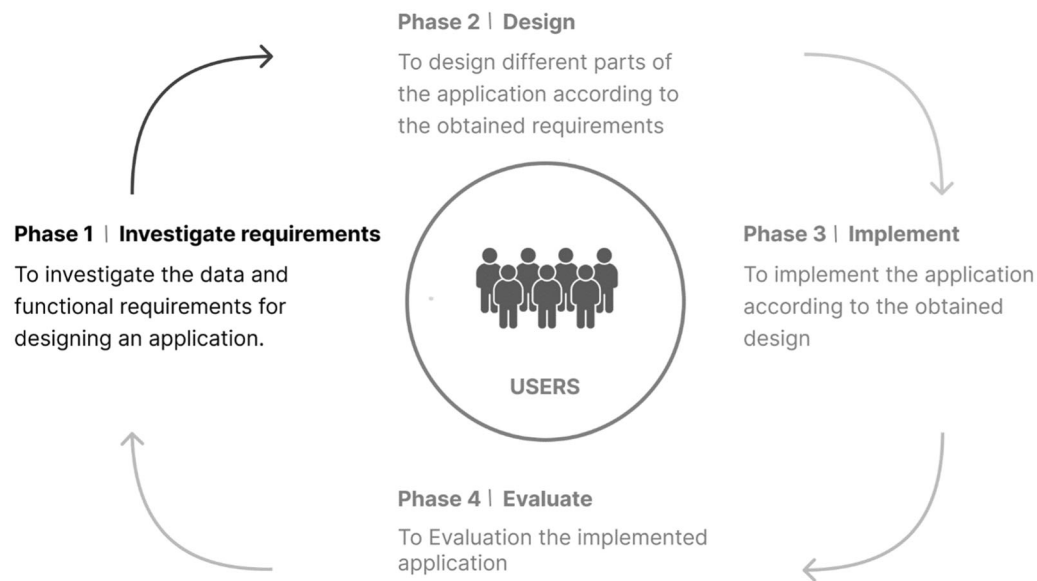 Phase 2 | Design
To design different parts of
the application according to
the obtained requirements
Phase 1 | Investigate requirements
To investigate the data and
functional requirements for
designing an application.
USERS
Phase 3 | Implement
To implement the application
according to the obtained
design
Phase 4 | Evaluate
To Evaluation the implemented
application